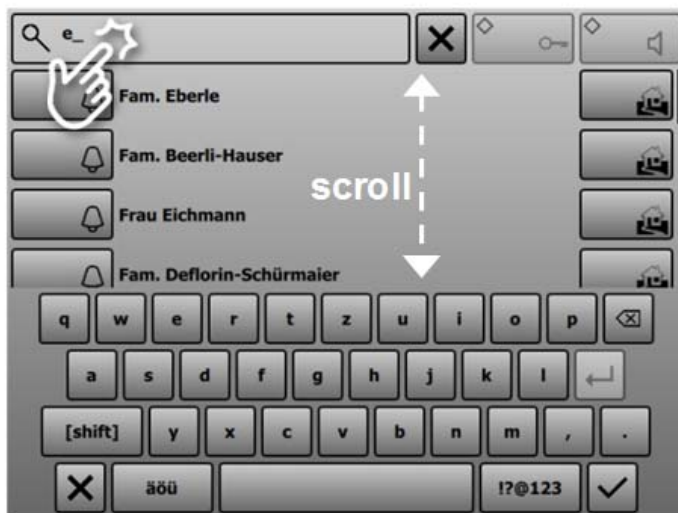 e_
Fam. Eberle
Fam. Beerli-Hauser
scroll
Frau Eichmann
Fam. Deflorin-Schürmaier
q w e r t z u i o p
a s d f g h j k l
[shift] y x c v b n m , .
äöü !?@123